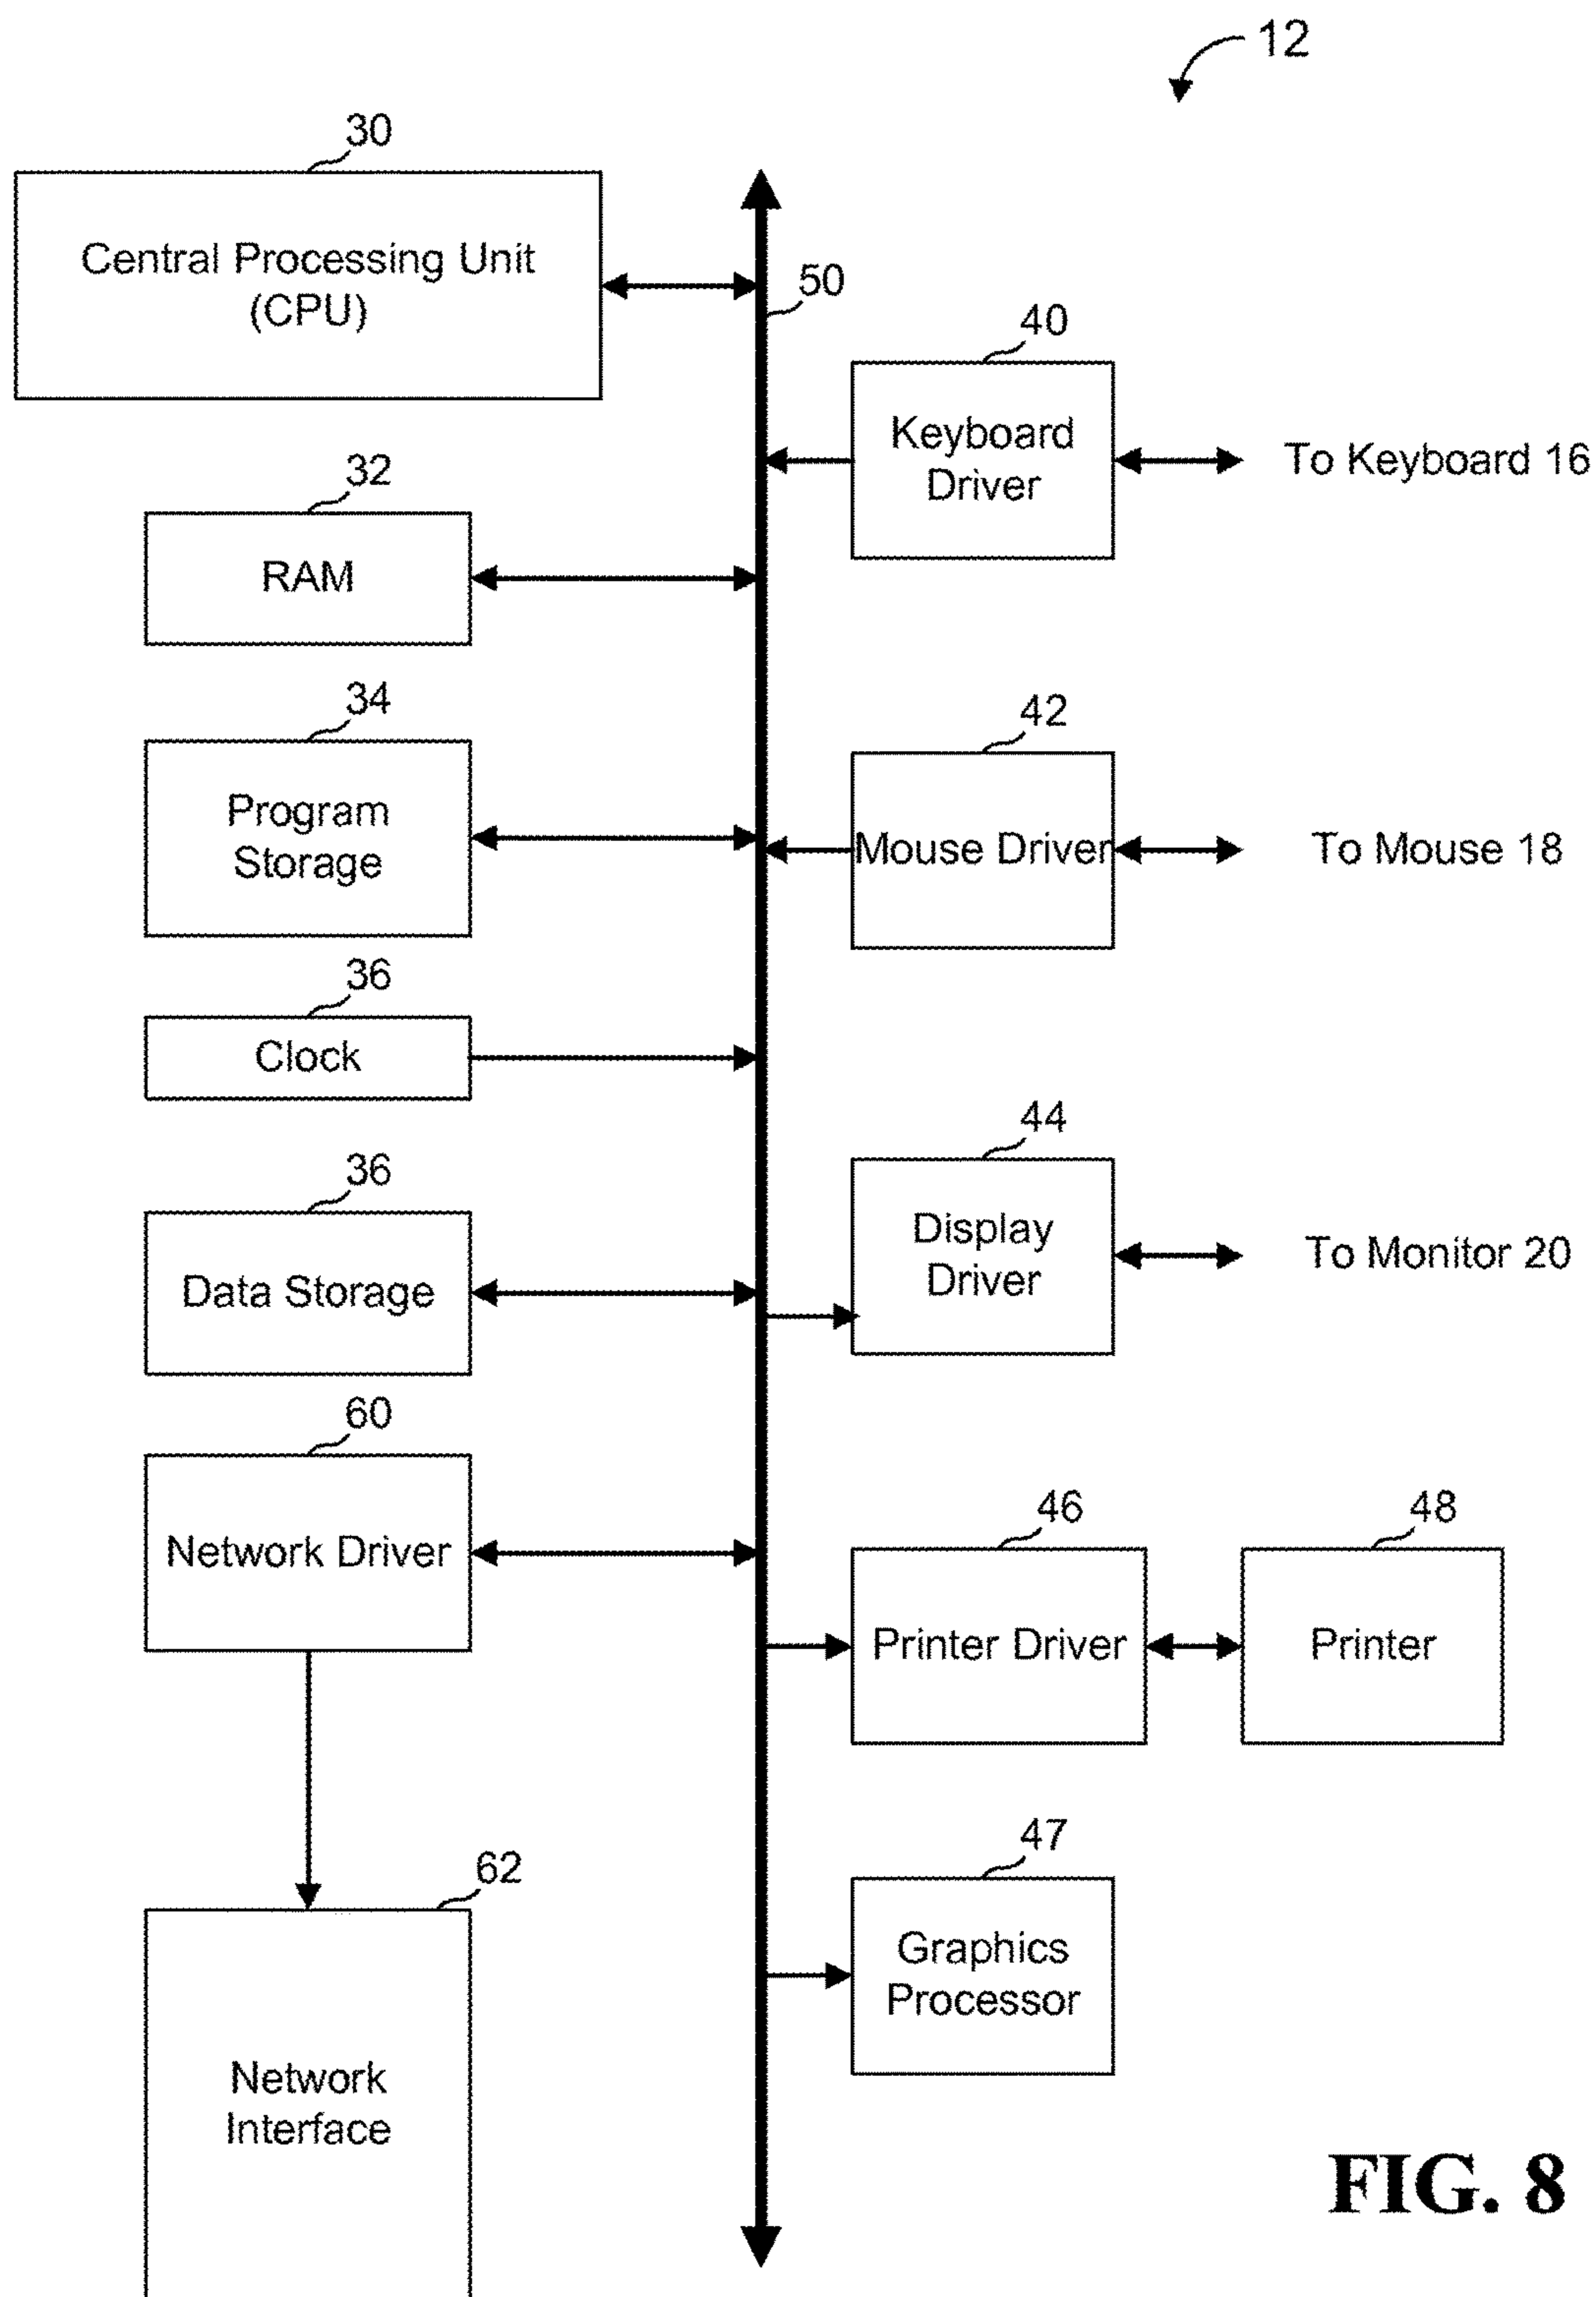 12
30
Central Processing Unit
(CPU)
50
40
Keyboard
Driver
To Keyboard 16
32
RAM
34
Program
Storage
42
Mouse Driver
To Mouse 18
36
Clock
44
Display
Driver
To Monitor 20
36
Data Storage
60
Network Driver
46
Printer Driver
48
Printer
47
Graphics
Processor
62
Network
Interface
FIG. 8